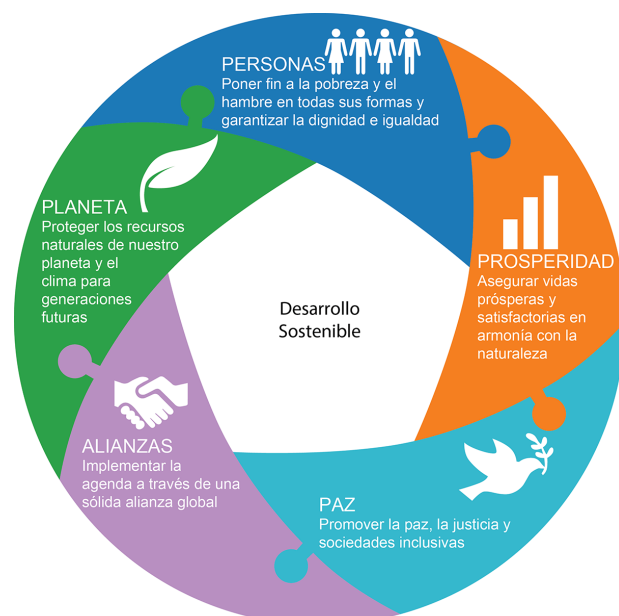 PERSONAS
Poner fin a la pobreza y el
hambre en todas sus formas y
garantizar la dignidad e igualdad
PROSPERIDAD
Asegurar vidas
prósperas y
satisfactorias en
armonía con la
naturaleza
PAZ
Promover la paz, la justicia y
sociedades inclusivas
ALIANZAS
Implementar la
agenda a través de una
sólida alianza global
PLANETA
Proteger los recursos
naturales de nuestro
planeta y el
clima para
generaciones
futuras
Desarrollo
Sostenible